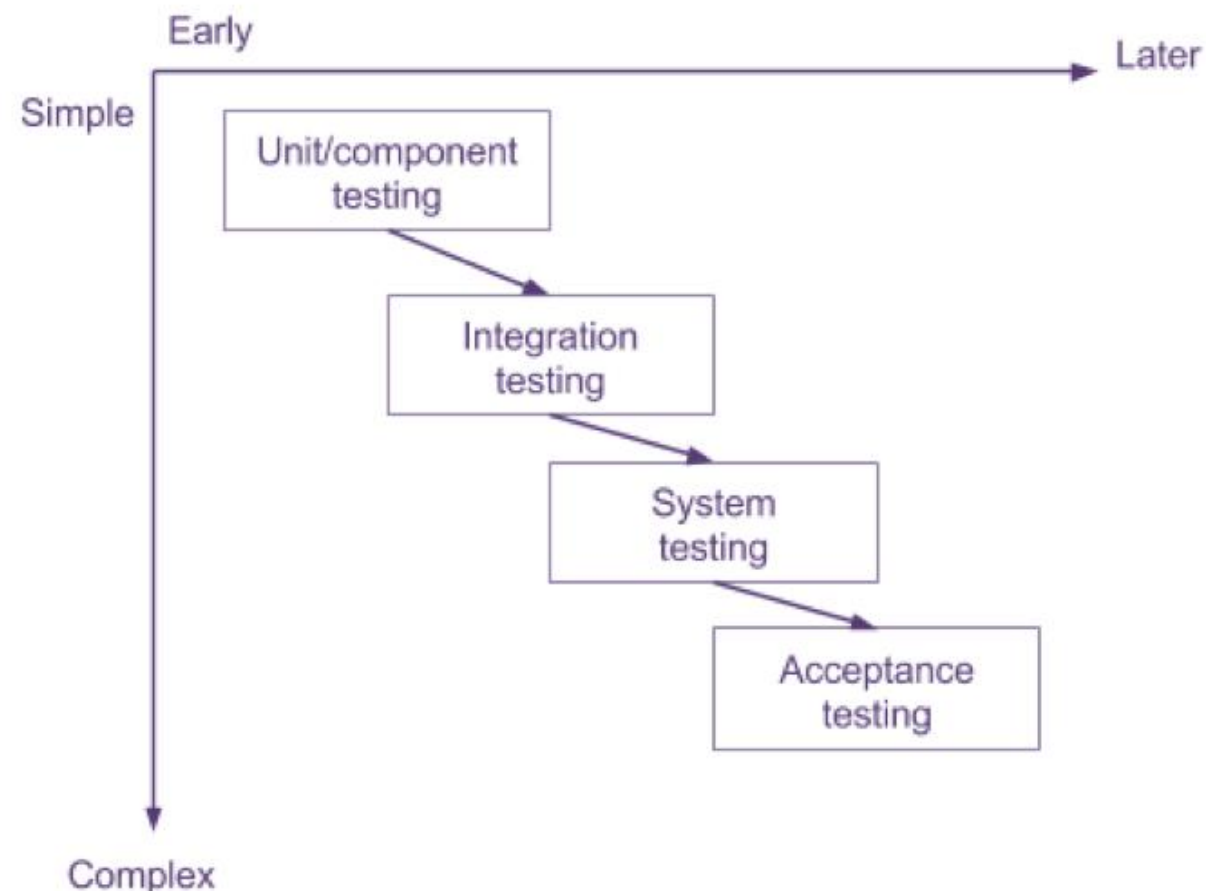 Early
Later
Simple
Unit/component
testing
Integration
testing
System
testing
Acceptance
testing
Complex